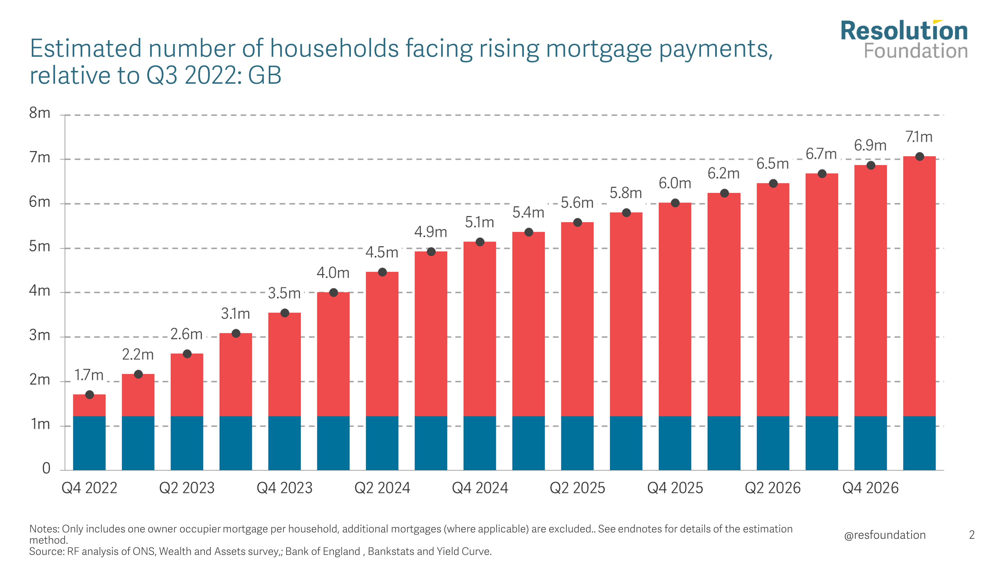 Resolution
Foundation
Estimated number of households facing rising mortgage payments,
relative to Q3 2022: GB
8m
7m
6m
5m
4m
3m
2m
1m
0
1.7m
2.2m
2.6m
3.1m
3.5m
4.0m
4.5m
4.9m
5.1m
5.4m
5.6m
5.8m
6.0m
6.2m
6.5m
6.7m
6.9m
7.1m
Q4 2022
Q2 2023
Q4 2023
Q2 2024
Q4 2024
Q2 2025
Q4 2025
Q2 2026
Q4 2026
Notes: Only includes one owner occupier mortgage per household, additional mortgages (where applicable) are excluded.. See endnotes for details of the estimation
method.
Source: RF analysis of ONS, Wealth and Assets survey,; Bank of England , Bankstats and Yield Curve.
@resfoundation
2